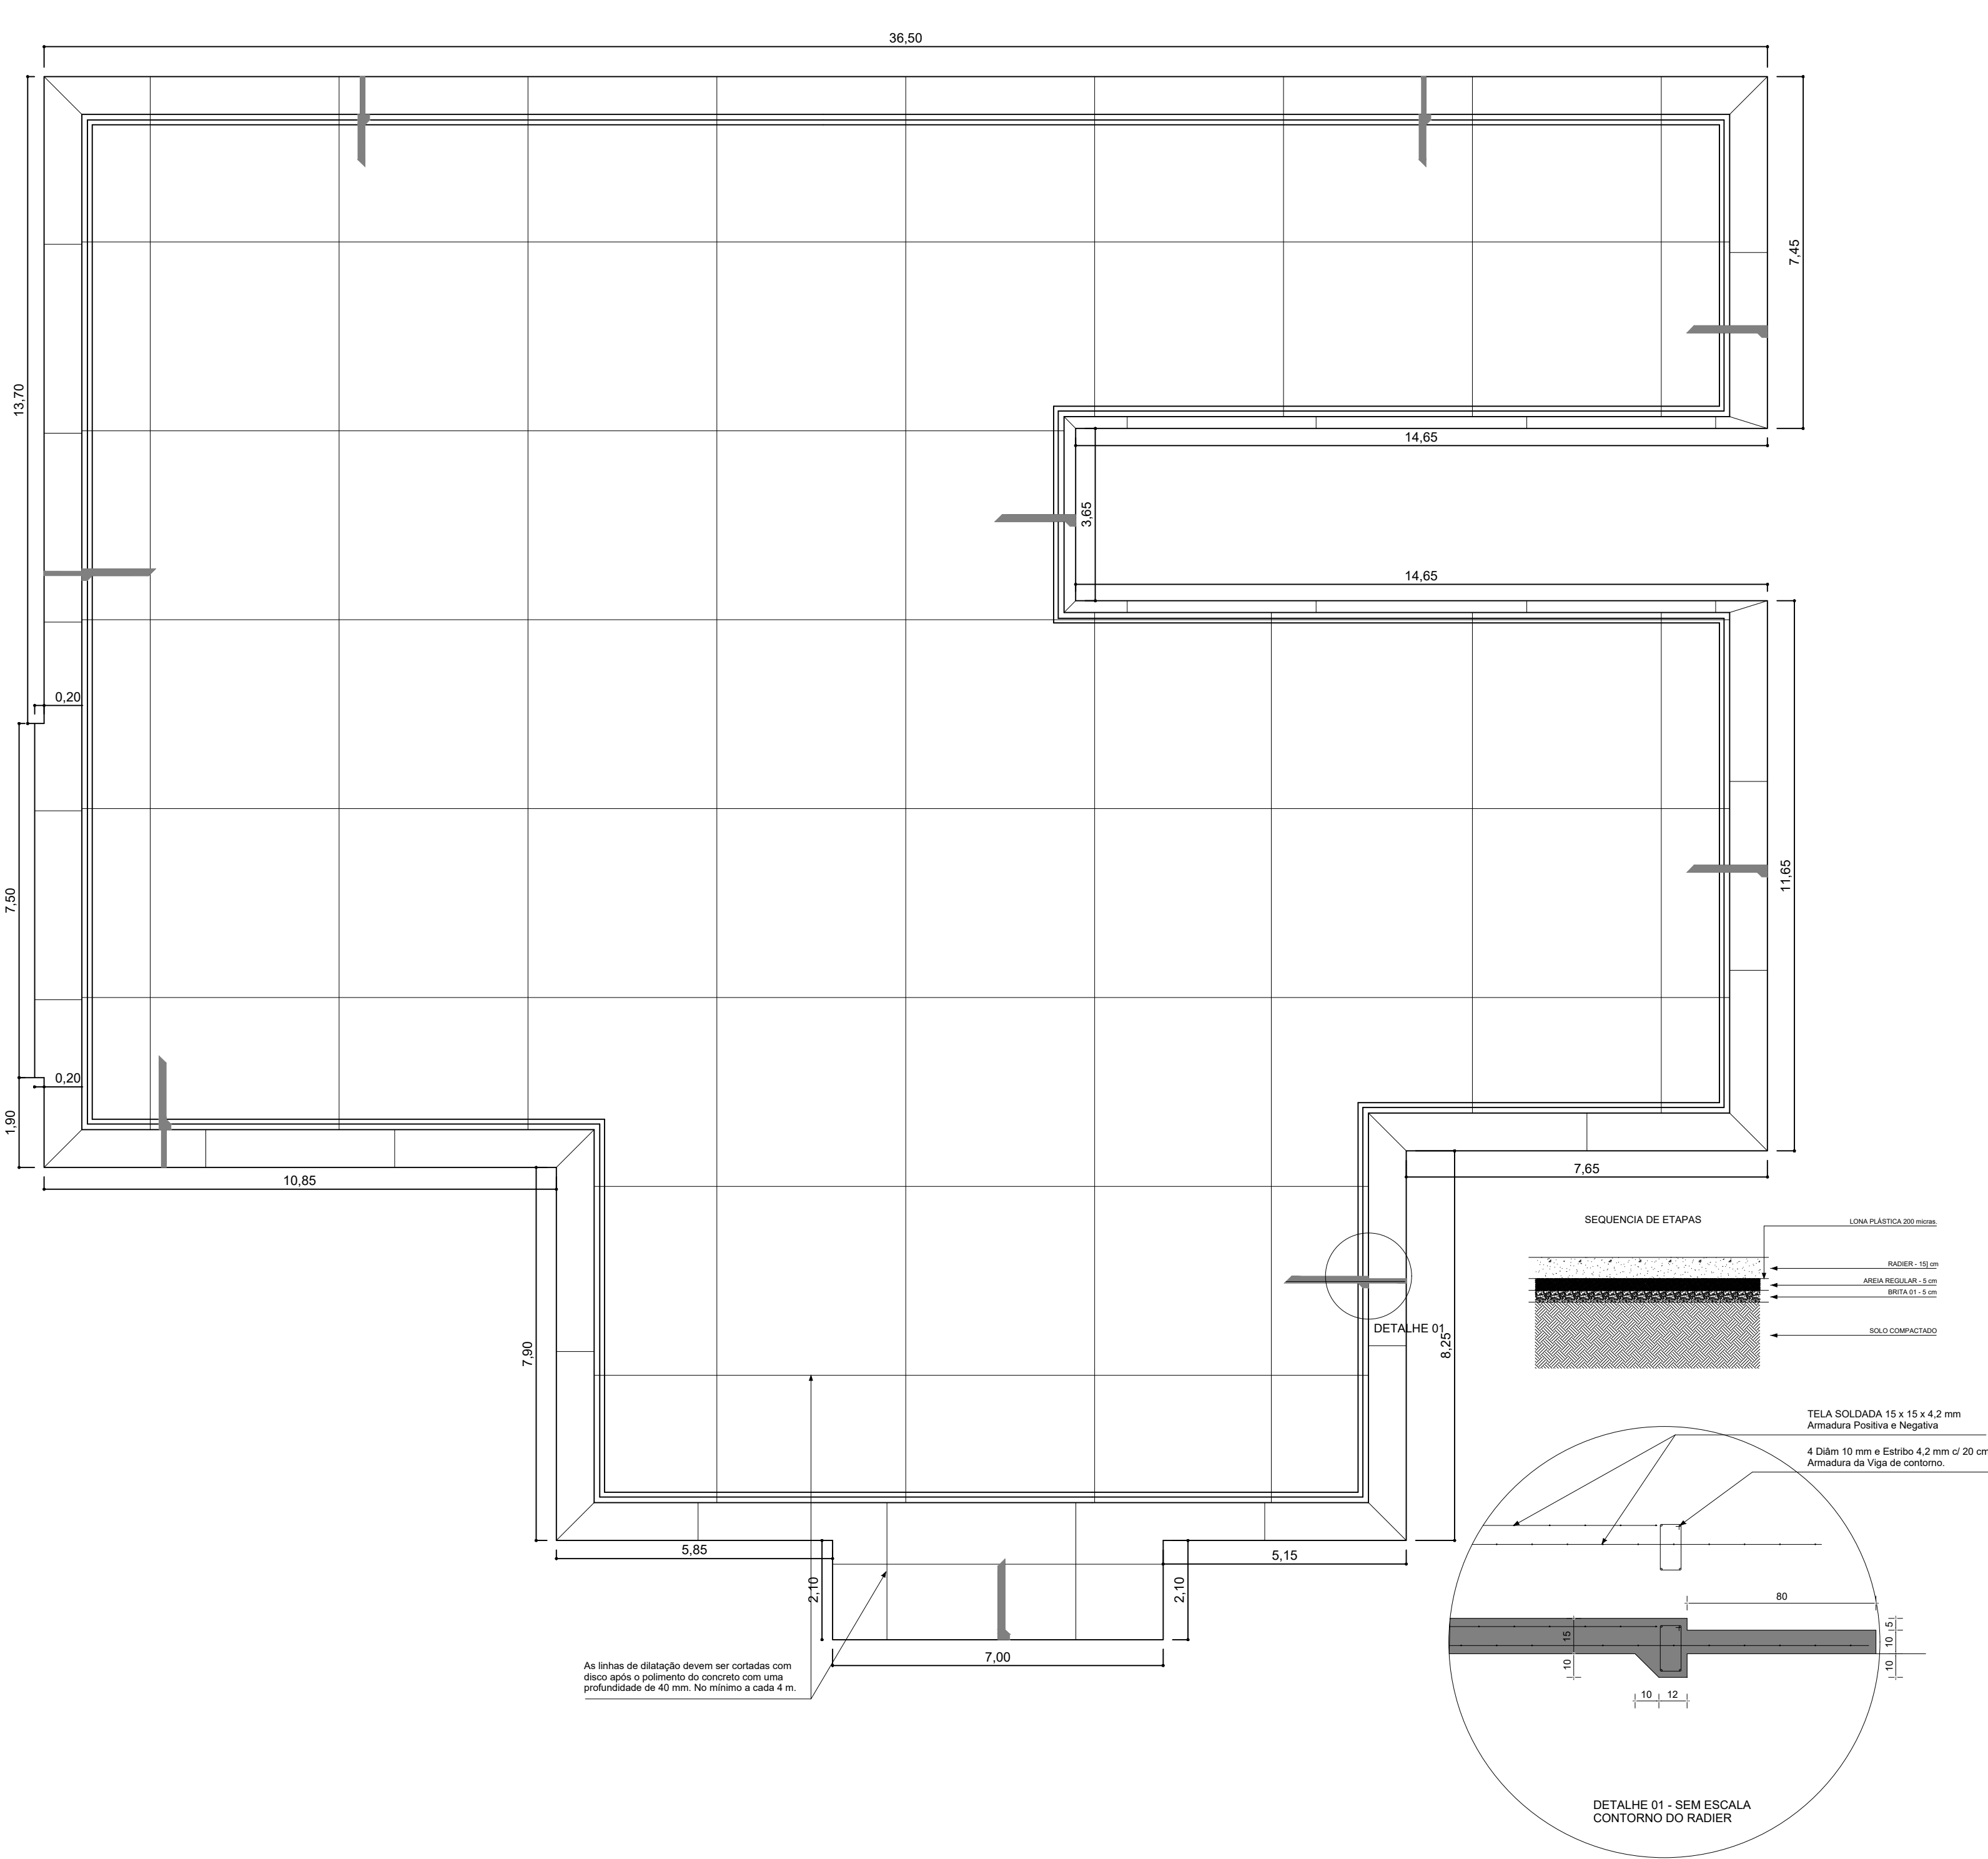 36,50
7,45
13,70
14,65
3,65
14,65
0,20
7,50
11,65
0,20
1,90
10,85
7,65
SEQUENCIA DE ETAPAS
LONA PLÁSTICA 200 micras.
RADIER - 15] cm
AREIA REGULAR - 5 cm
BRITA 01 - 5 cm
SOLO COMPACTADO
DETALHE 01
7,90
8,25
TELA SOLDADA 15 x 15 x 4,2 mm
Armadura Positiva e Negativa
4 Diâm 10 mm e Estribo 4,2 mm c/ 20 cm
Armadura da Viga de contorno.
5,85
5,15
2,10
2,10
7,00
As linhas de dilatação devem ser cortadas com
disco após o polimento do concreto com uma
profundidade de 40 mm. No mínimo a cada 4 m.
80
15
10
5
10
10
10
12
DETALHE 01 - SEM ESCALA
CONTORNO DO RADIER